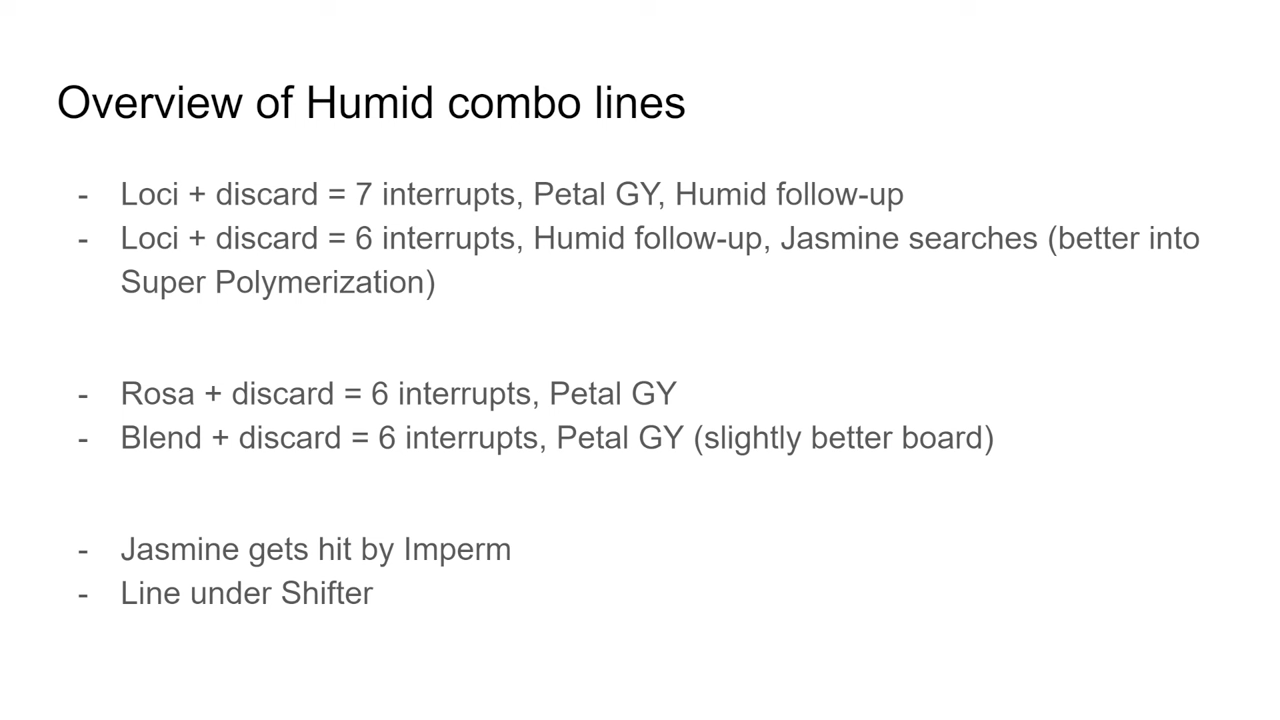 Overview of Humid combo lines
- Loci + discard = 7 interrupts, Petal GY, Humid follow-up
- Loci + discard = 6 interrupts, Humid follow-up, Jasmine searches (better into
Super Polymerization)
- Rosa + discard = 6 interrupts, Petal GY
- Blend + discard = 6 interrupts, Petal GY (slightly better board)
- Jasmine gets hit by Imperm
- Line under Shifter